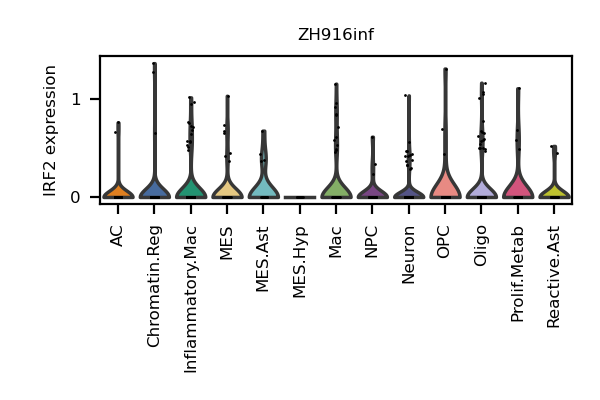 ZH916inf
IRF2 expression
1
0
AC
Chromatin.Reg
Inflammatory.Mac
MES
MES.Ast
MES.Hyp
Mac
NPC
Neuron
OPC
Oligo
Prolif.Metab
Reactive.Ast